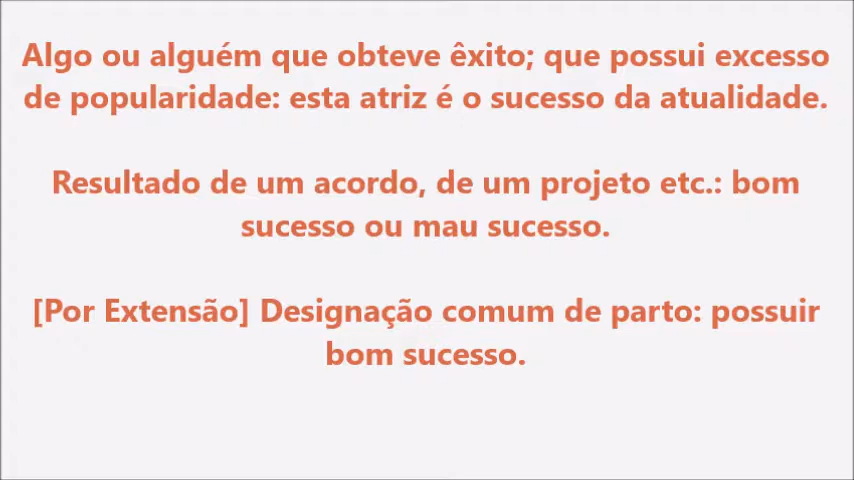 Algo ou alguém que obteve êxito; que possui excesso
de popularidade: esta atriz é o sucesso da atualidade.
Resultado de um acordo, de um projeto etc.: bom
sucesso ou mau sucesso.
[Por Extensão] Designação comum de parto: possuir
bom sucesso.